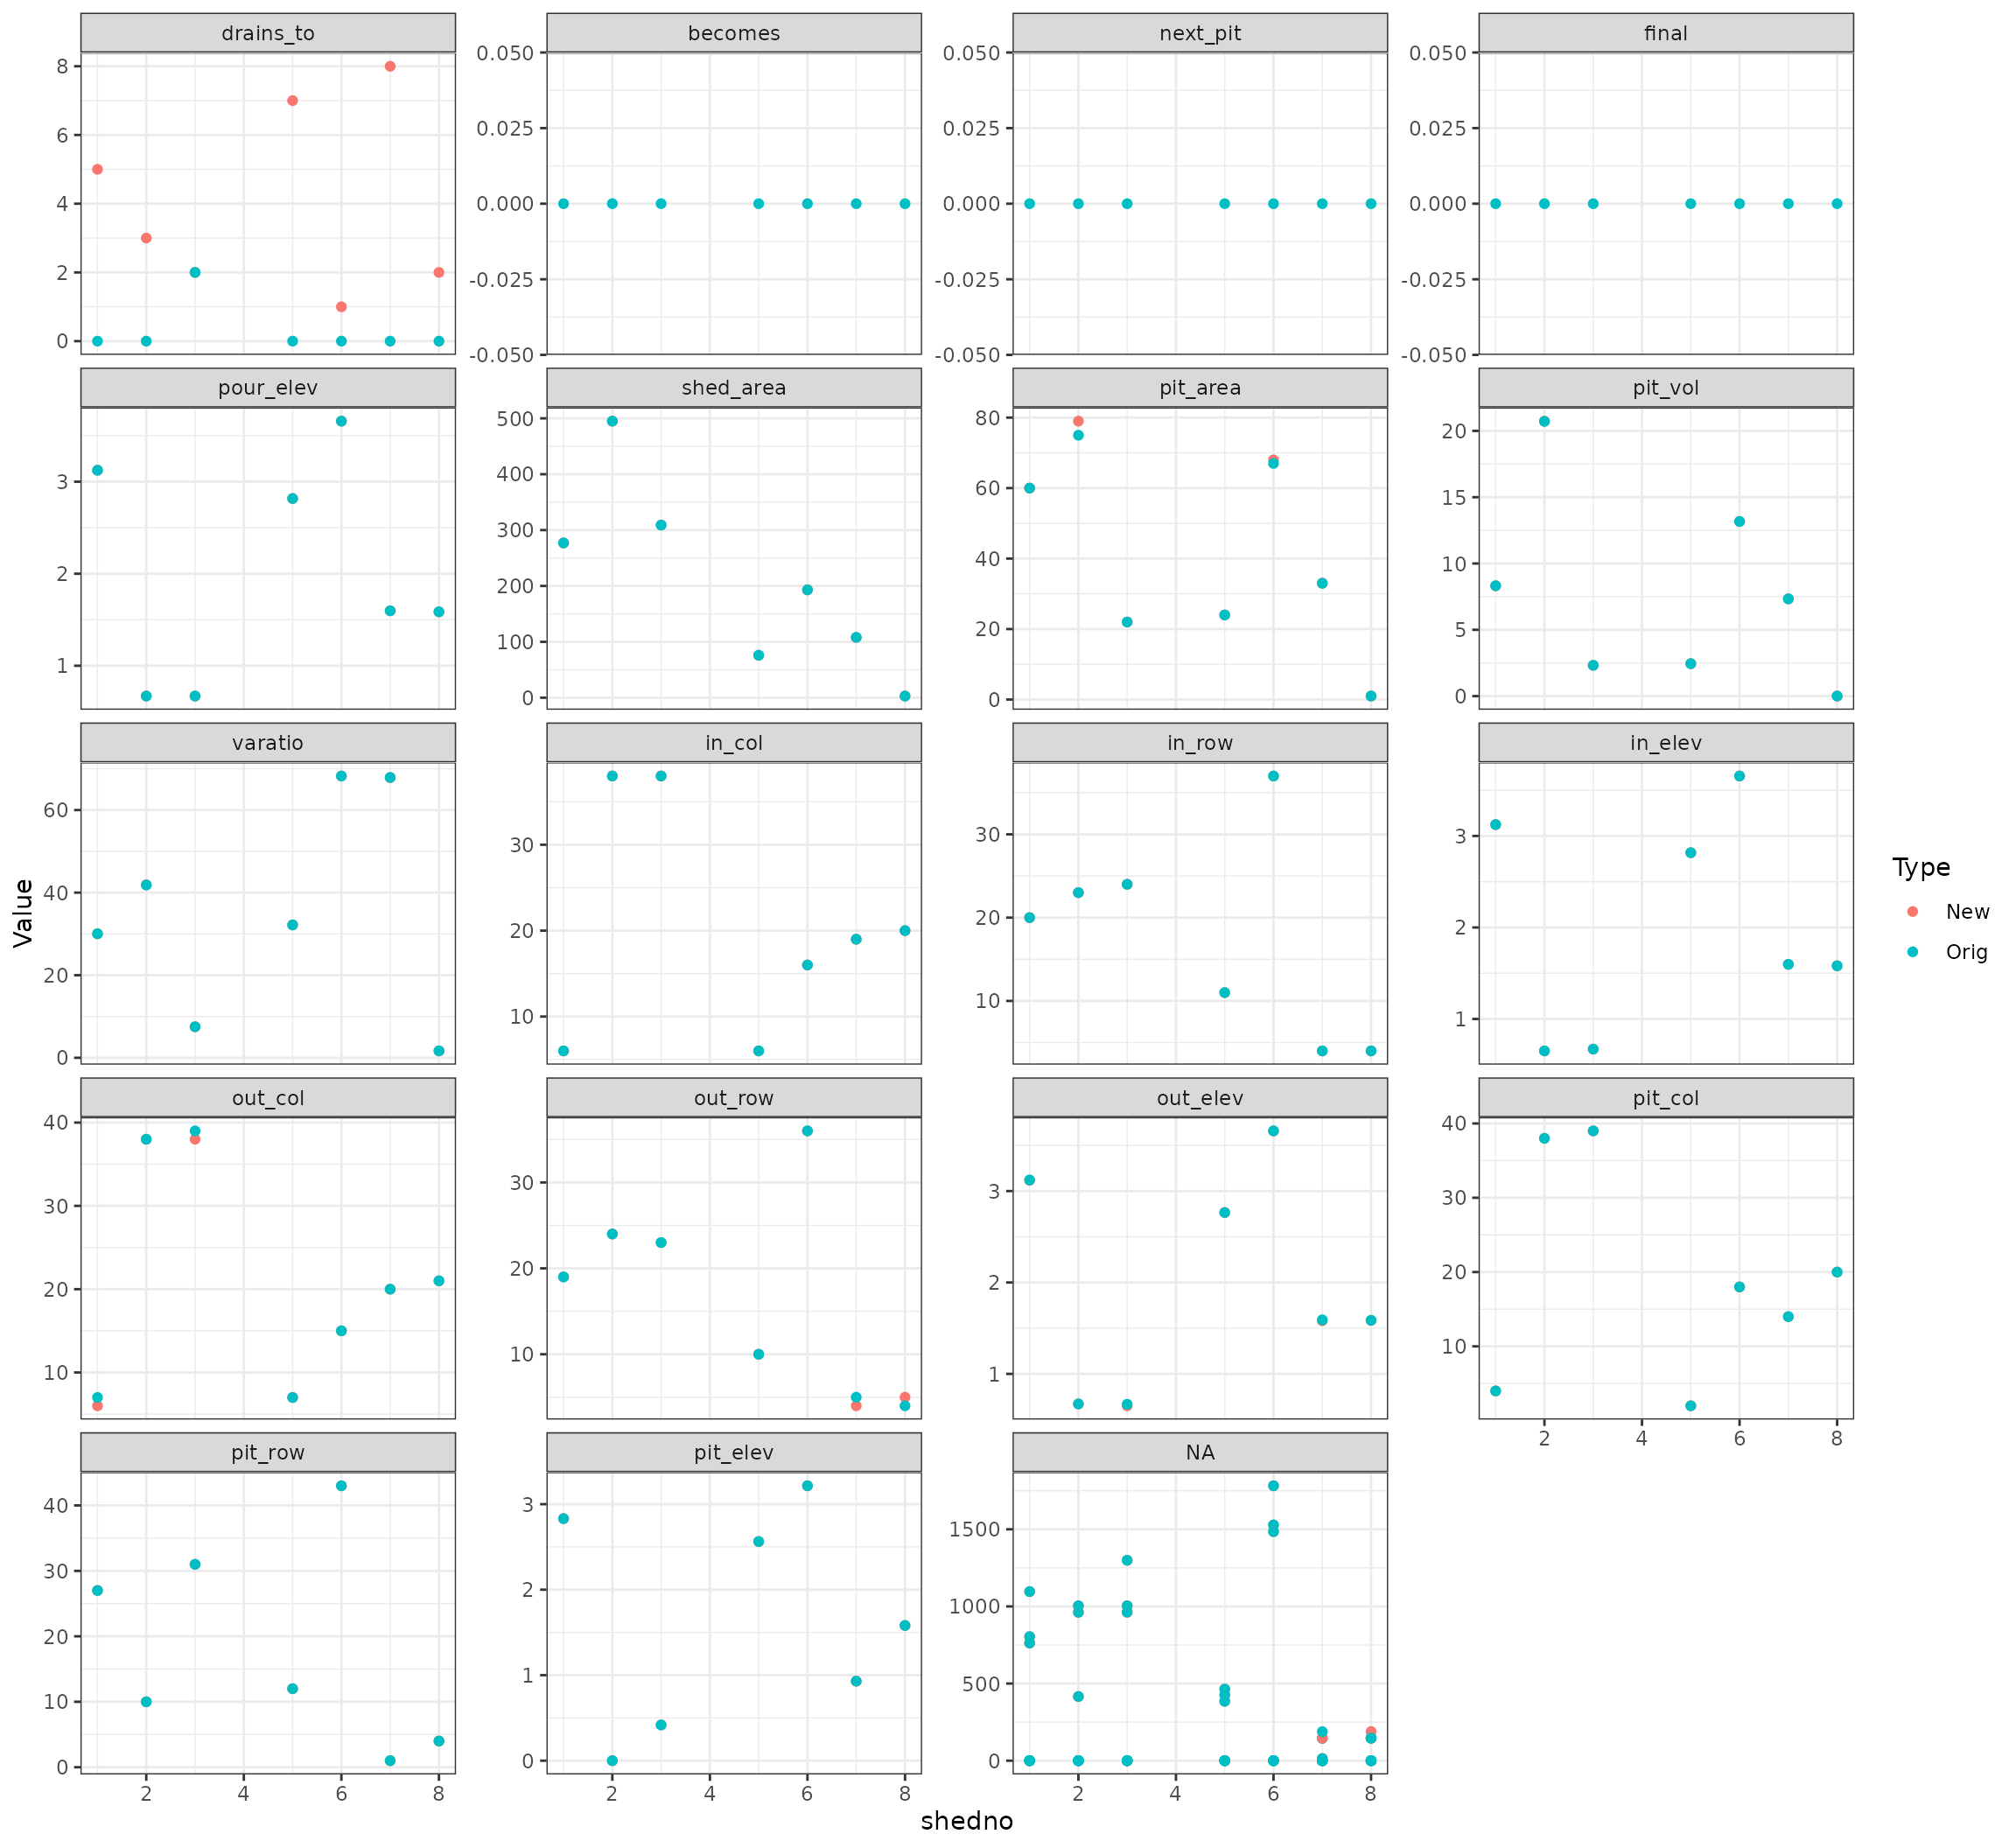 drains_to becomes next_pit final
8 0.050 0.050 0.050
6 0.025 0.025 0.025
4 0.000 0.000 0.000
2 -0.025 -0.025 -0.025
0 -0.050 -0.050 -0.050
pour_elev shed_area pit_area pit_vol
3 500 80 20
2 400 60 15
1 300 40 10
200 20 5
100 0 0
0
varatio in_col in_row in_elev
60 30 30 3
40 20 20 2
20 10 10 1
0
Value
Type
New
Orig
out_col out_row out_elev pit_col
40 30 3 40
30 20 2 30
20 10 1 20
10 10
2 4 6 8
pit_row pit_elev NA
40 3 1500
30 2 1000
20 1 500
10 0 0
0
2 4 6 8 2 4 6 8 2 4 6 8
shedno